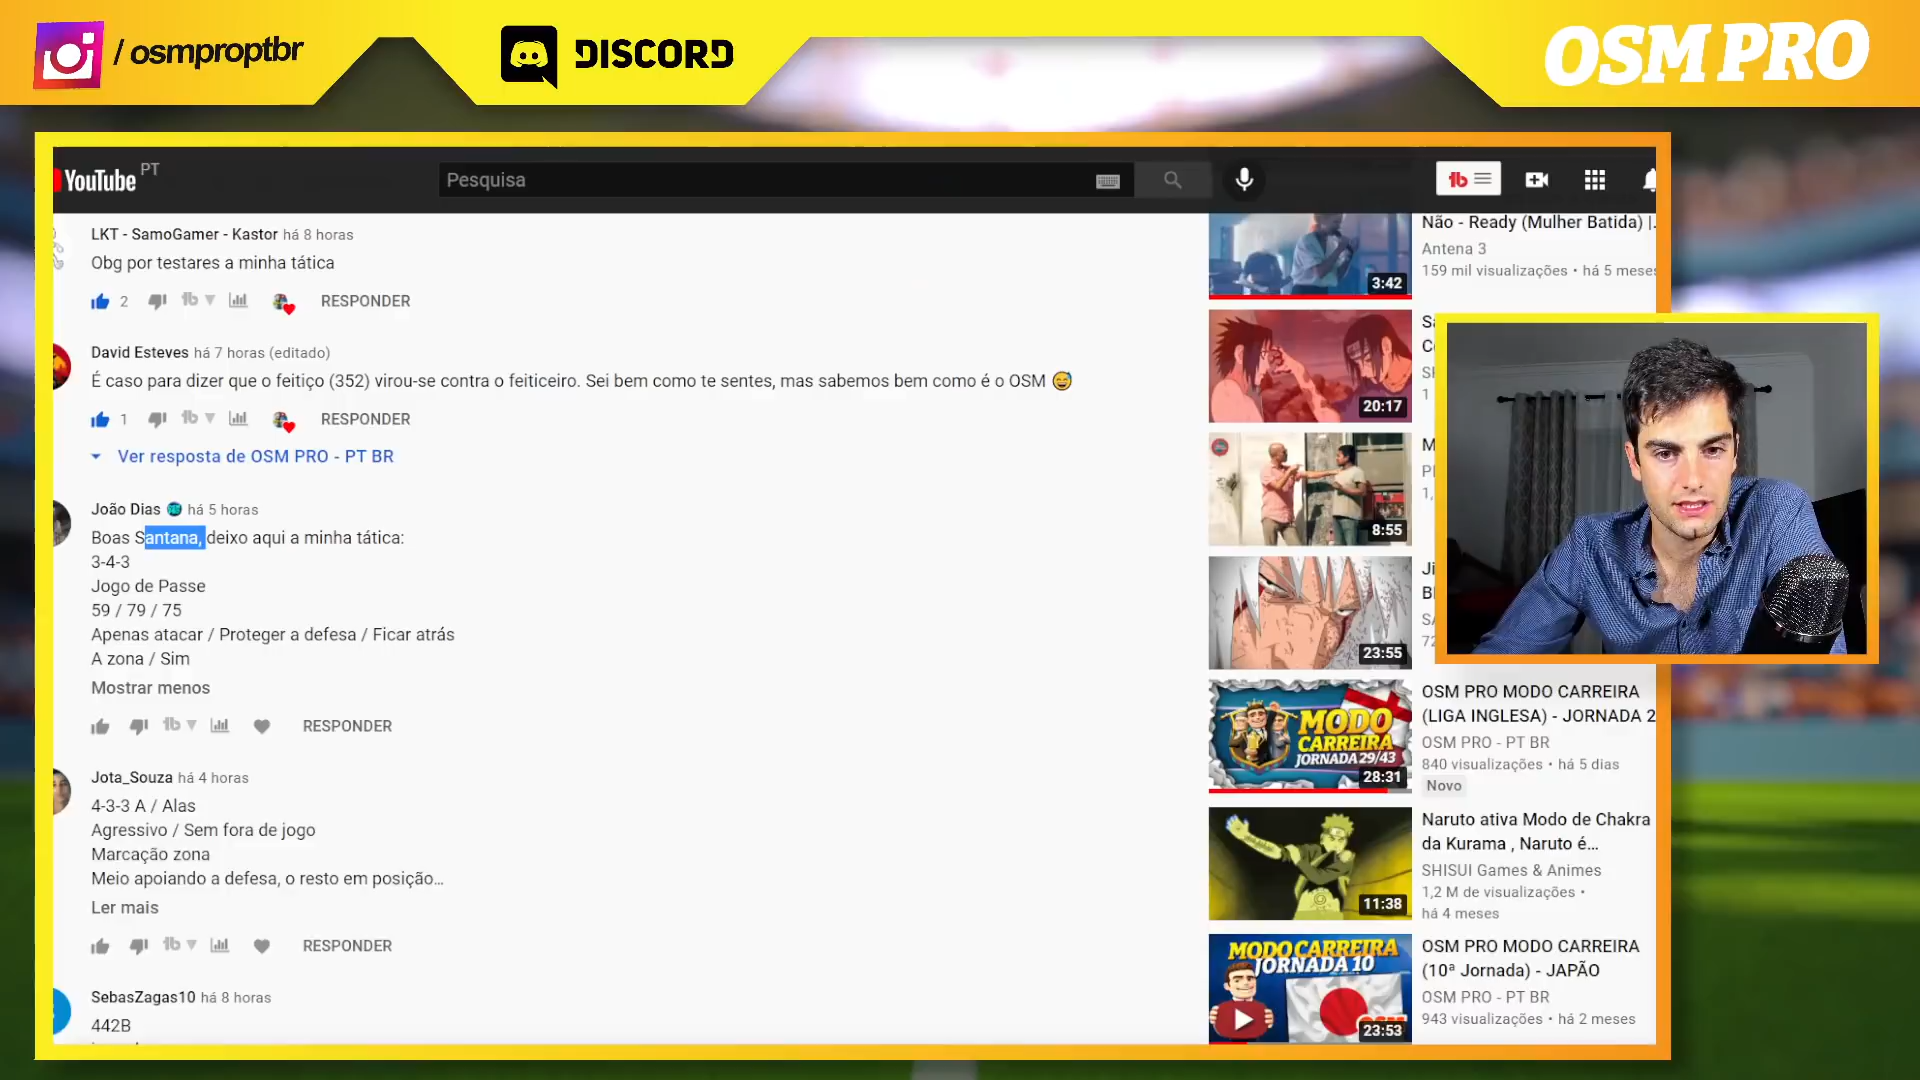 / osmproptbr
DISCORD
OSM PRO
YouTube PT
Pesquisa
LKT - SamoGamer - Kastor há 8 horas
Obg por testares a minha tática
2
RESPONDER
David Esteves há 7 horas (editado)
É caso para dizer que o feitiço (352) virou-se contra o feiticeiro. Sei bem como te sentes, mas sabemos bem como é o OSM 😅
1
RESPONDER
Ver resposta de OSM PRO - PT BR
João Dias há 5 horas
Boas Santana, deixo aqui a minha tática:
3-4-3
Jogo de Passe
59 / 79 / 75
Apenas atacar / Proteger a defesa / Ficar atrás
A zona / Sim
Mostrar menos
RESPONDER
Jota_Souza há 4 horas
4-3-3 A / Alas
Agressivo / Sem fora de jogo
Marcação zona
Meio apoiando a defesa, o resto em posição...
Ler mais
RESPONDER
SebasZagas10 há 8 horas
442B
Não - Ready (Mulher Batida) |
Antena 3
159 mil visualizações • há 5 meses
3:42
20:17
8:55
23:55
MODO
CARREIRA
JORNADA 29/43
28:31
OSM PRO MODO CARREIRA
(LIGA INGLESA) - JORNADA 2
OSM PRO - PT BR
840 visualizações • há 5 dias
Novo
11:38
Naruto ativa Modo de Chakra
da Kurama , Naruto é...
SHISUI Games & Animes
1,2 M de visualizações •
há 4 meses
MODO CARREIRA
JORNADA 10
23:53
OSM PRO MODO CARREIRA
(10ª Jornada) - JAPÃO
OSM PRO - PT BR
943 visualizações • há 2 meses